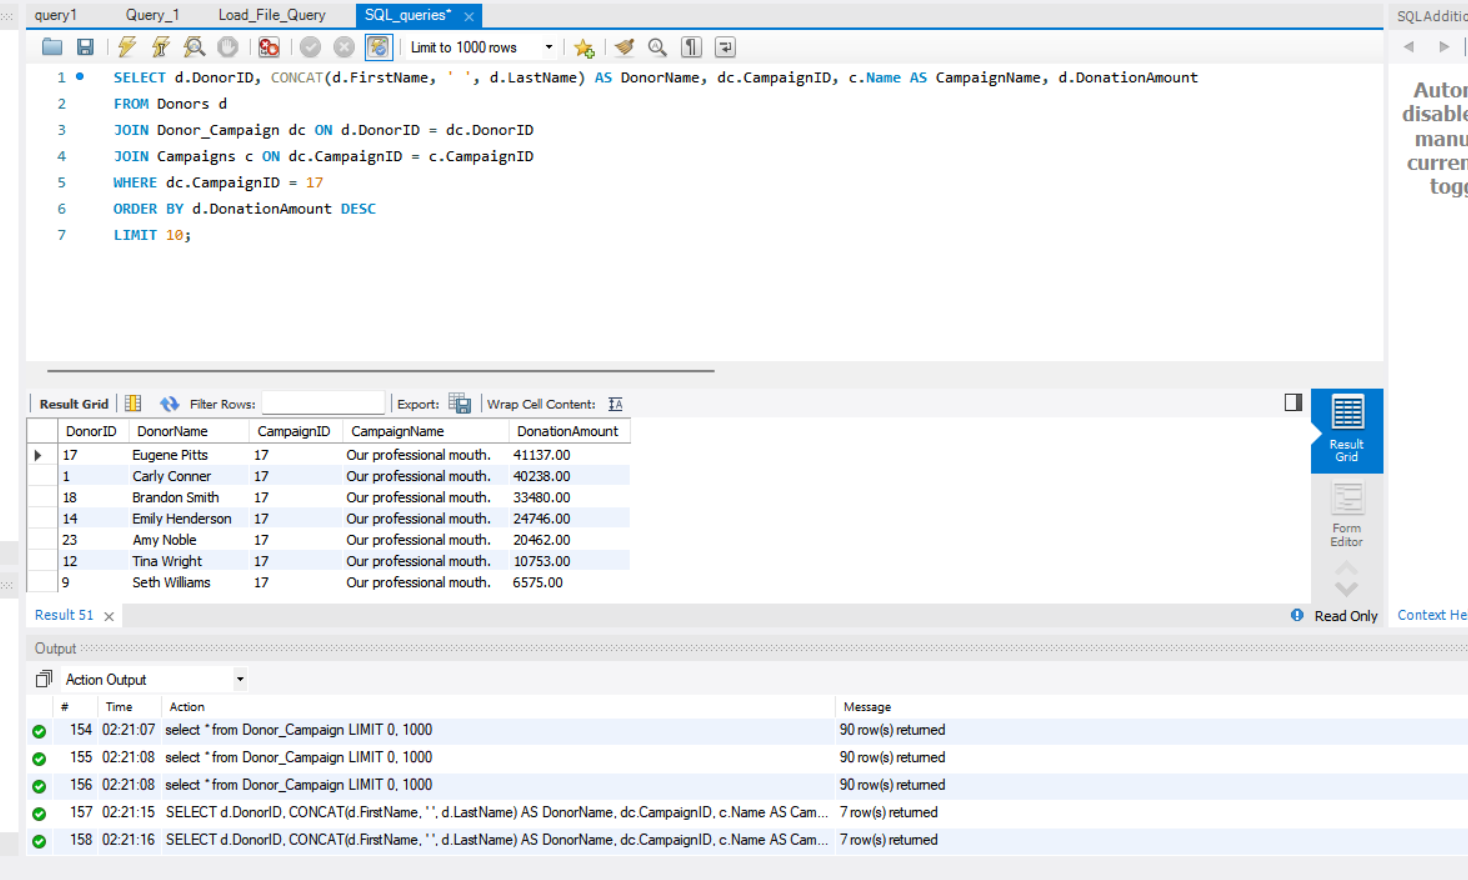 query1 Query_1 Load_File_Query SQL_queries* SQLAdditio
Limit to 1000 rows
1 SELECT d.DonorID, CONCAT(d.FirstName, ' ', d.LastName) AS DonorName, dc.CampaignID, c.Name AS CampaignName, d.DonationAmount
2 FROM Donors d
3 JOIN Donor_Campaign dc ON d.DonorID = dc.DonorID
4 JOIN Campaigns c ON dc.CampaignID = c.CampaignID
5 WHERE dc.CampaignID = 17
6 ORDER BY d.DonationAmount DESC
7 LIMIT 10;
Autom
disable
manu
curren
togg
Result Grid Filter Rows: Export: Wrap Cell Content:
DonorID DonorName CampaignID CampaignName DonationAmount
17 Eugene Pitts 17 Our professional mouth. 41137.00
1 Carly Conner 17 Our professional mouth. 40238.00
18 Brandon Smith 17 Our professional mouth. 33480.00
14 Emily Henderson 17 Our professional mouth. 24746.00
23 Amy Noble 17 Our professional mouth. 20462.00
12 Tina Wright 17 Our professional mouth. 10753.00
9 Seth Williams 17 Our professional mouth. 6575.00
Result
Grid
Form
Editor
Result 51 Read Only Context He
Output
Action Output
# Time Action Message
154 02:21:07 select * from Donor_Campaign LIMIT 0, 1000 90 row(s) returned
155 02:21:08 select * from Donor_Campaign LIMIT 0, 1000 90 row(s) returned
156 02:21:08 select * from Donor_Campaign LIMIT 0, 1000 90 row(s) returned
157 02:21:15 SELECT d.DonorID, CONCAT(d.FirstName, ' ', d.LastName) AS DonorName, dc.CampaignID, c.Name AS Cam... 7 row(s) returned
158 02:21:16 SELECT d.DonorID, CONCAT(d.FirstName, ' ', d.LastName) AS DonorName, dc.CampaignID, c.Name AS Cam... 7 row(s) returned